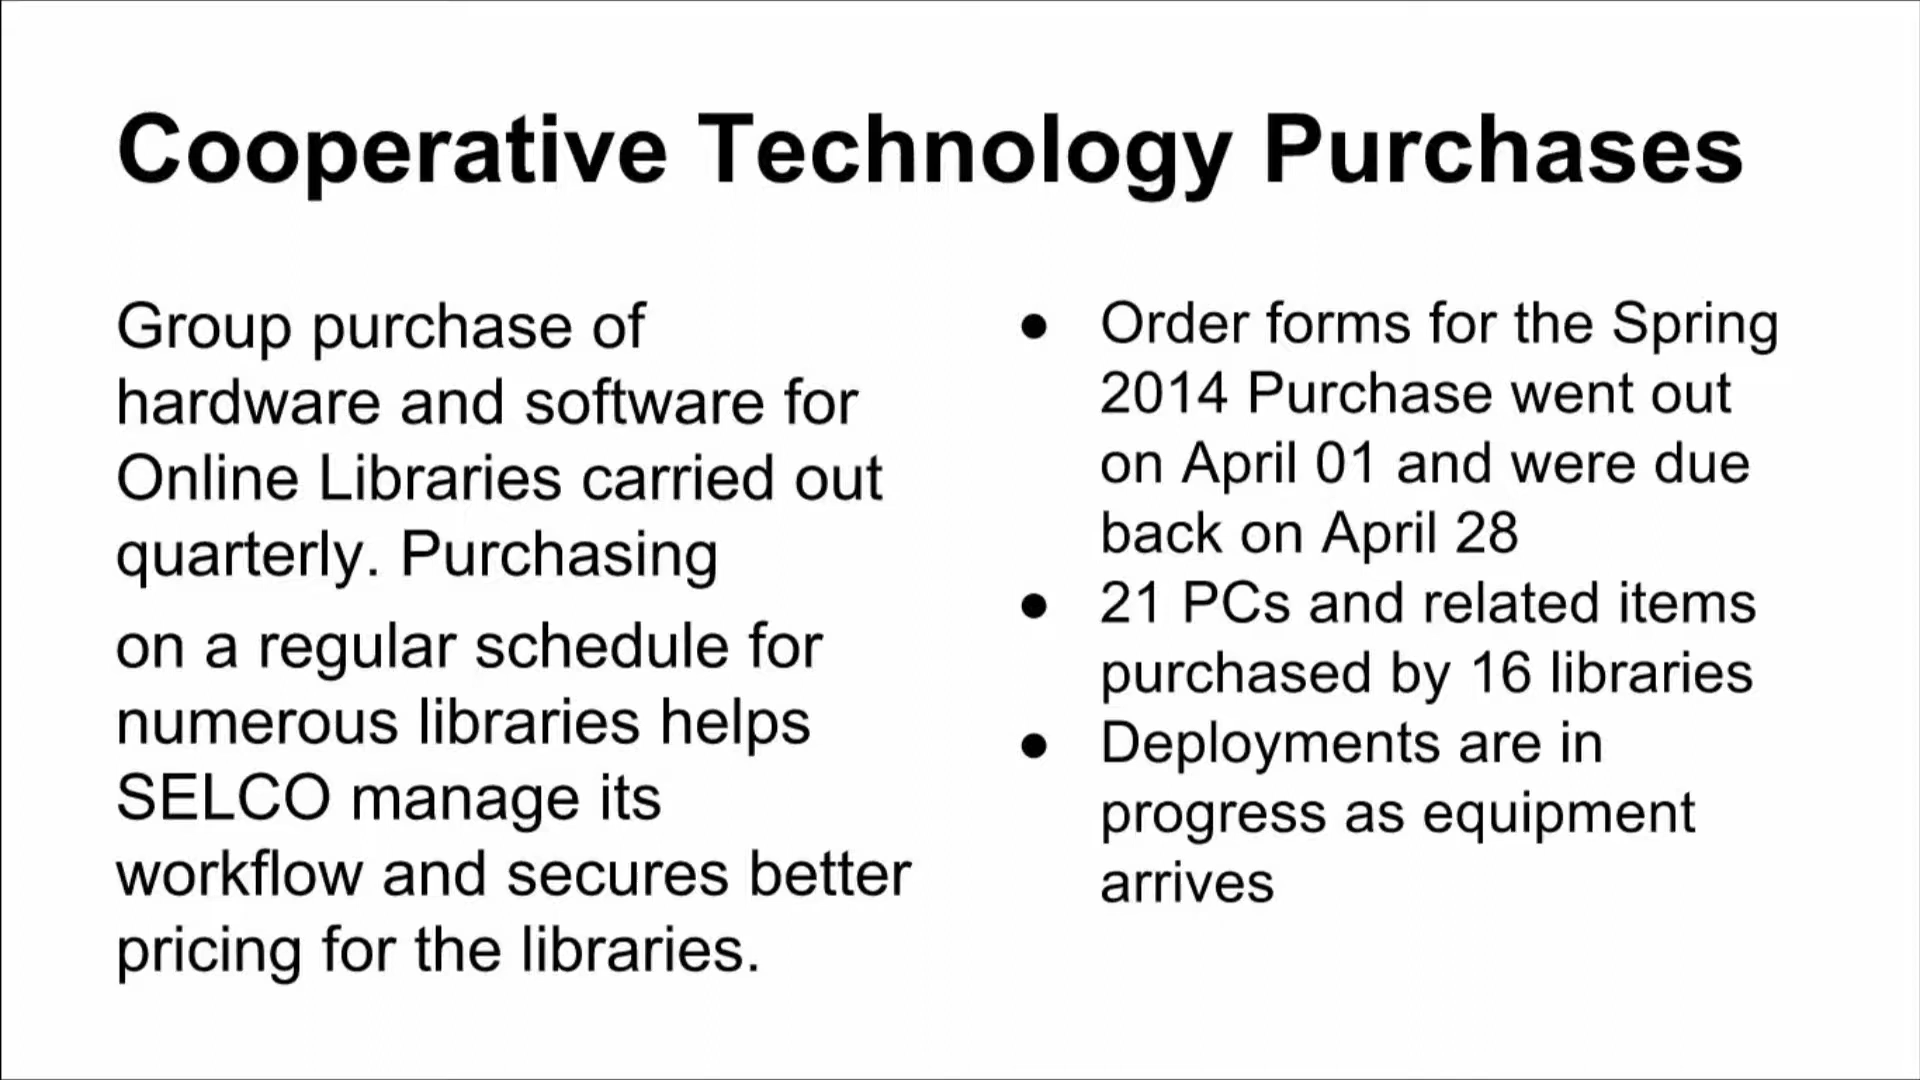 Cooperative Technology Purchases
Group purchase of
hardware and software for
Online Libraries carried out
quarterly. Purchasing
on a regular schedule for
numerous libraries helps
SELCO manage its
workflow and secures better
pricing for the libraries.
● Order forms for the Spring
2014 Purchase went out
on April 01 and were due
back on April 28
● 21 PCs and related items
purchased by 16 libraries
● Deployments are in
progress as equipment
arrives